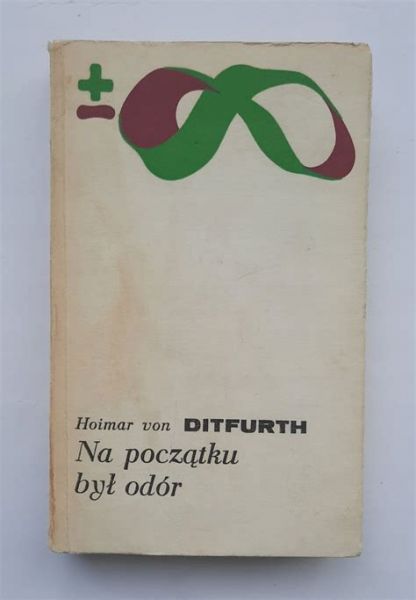 ±
Hoimar von DITFURTH
Na początku
był odór